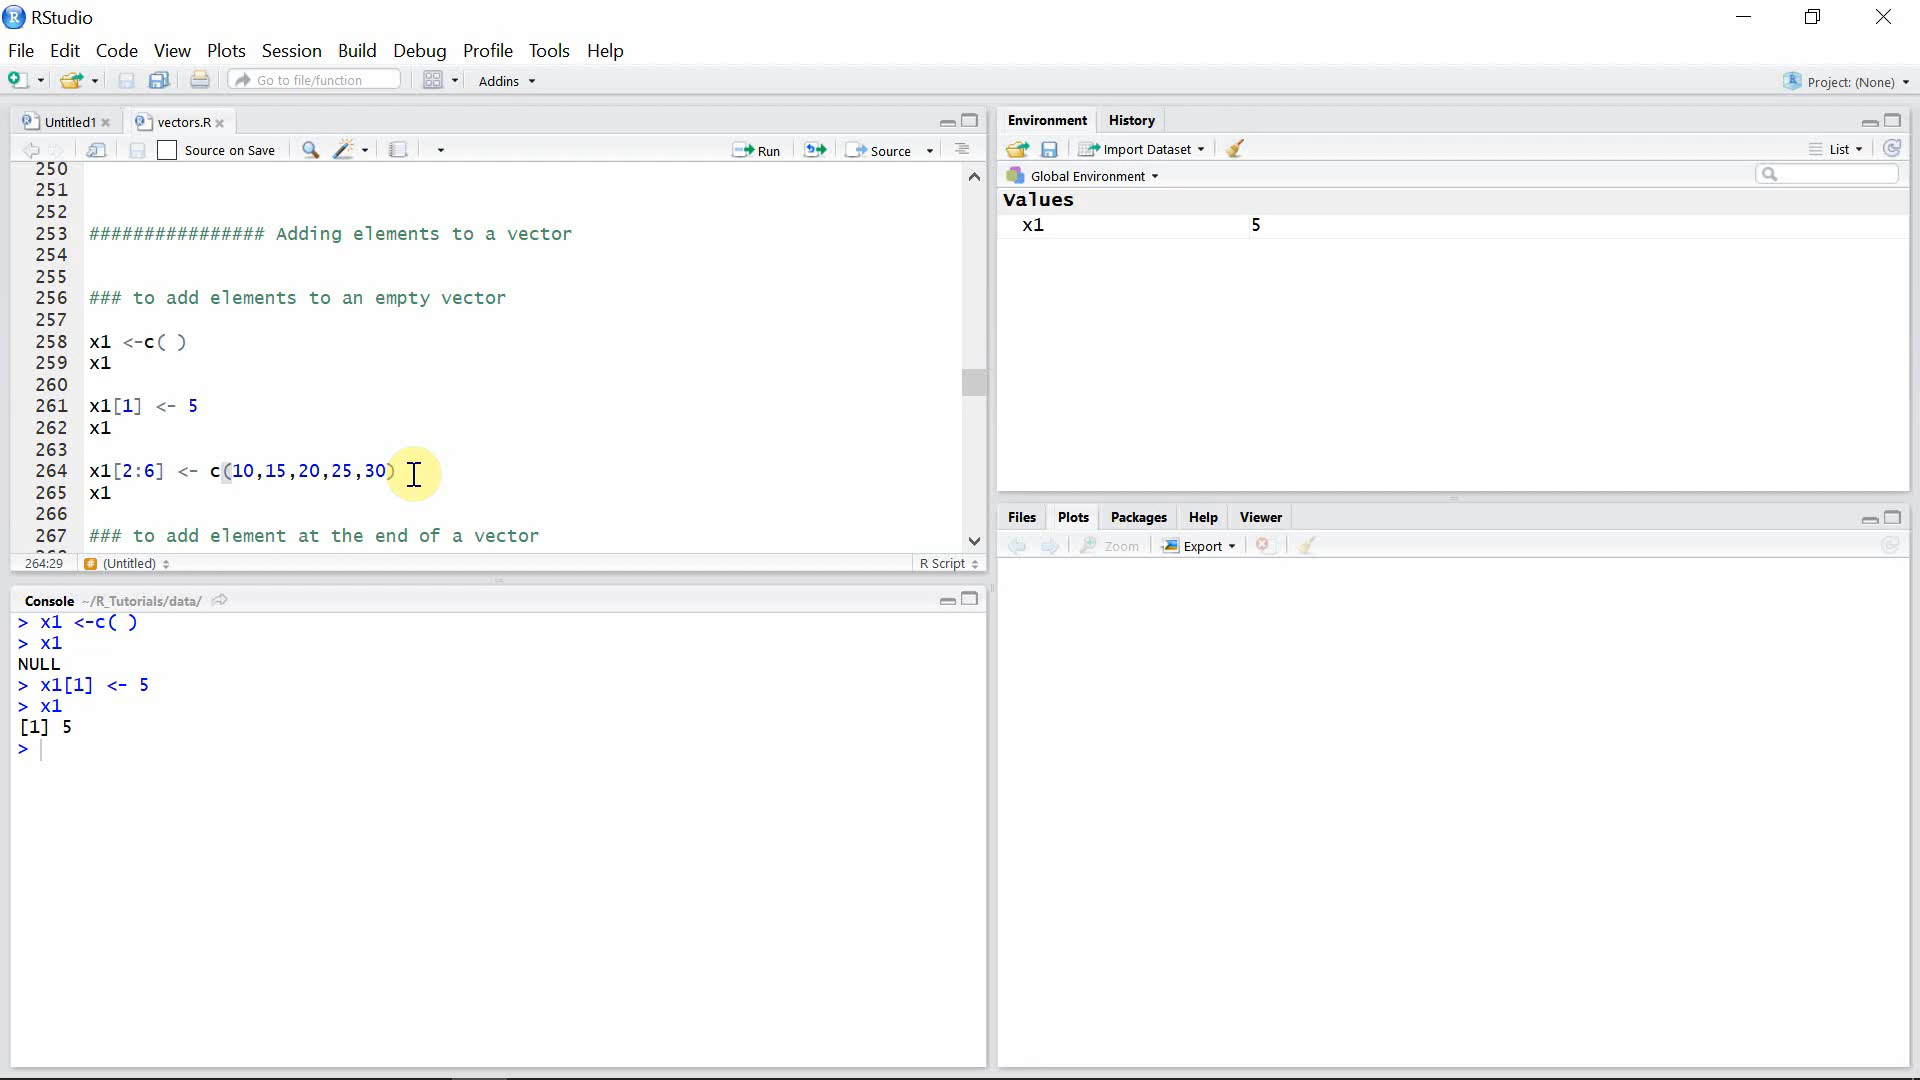 RStudio
File Edit Code View Plots Session Build Debug Profile Tools Help
Go to file/function Addins Project: (None)
Untitled1 vectors.R
Source on Save Run Source
250
251
252
253 ################ Adding elements to a vector
254
255
256 ### to add elements to an empty vector
257
258 x1 <-c( )
259 x1
260
261 x1[1] <- 5
262 x1
263
264 x1[2:6] <- c(10,15,20,25,30)
265 x1
266
267 ### to add element at the end of a vector
264:29 (Untitled) R Script
Console ~/R_Tutorials/data/
> x1 <-c( )
> x1
NULL
> x1[1] <- 5
> x1
[1] 5
>
Environment History
Import Dataset List
Global Environment
Values
x1 5
Files Plots Packages Help Viewer
Zoom Export